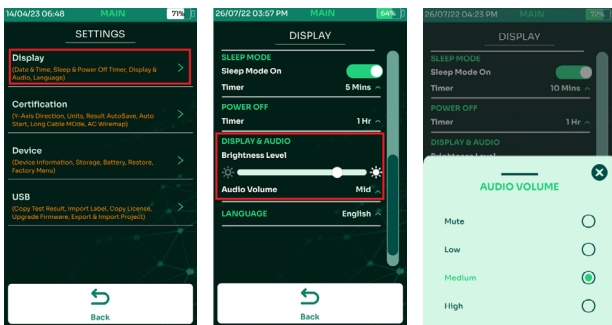 14/04/23 06:48 MAIN 71%
SETTINGS
Display
(Date & Time, Sleep & Power Off Timer, Display &
Audio, Language)
Certification
(Y-Axis Direction, Units, Result AutoSave, Auto
Start, Long Cable MOde, AC Wiremap)
Device
(Device Information, Storage, Battery, Restore,
Factory Menu)
USB
(Copy Test Result, Import Label, Copy License,
Upgrade Firmware, Export & Import Project)
Back
26/07/22 03:57 PM MAIN 64%
DISPLAY
SLEEP MODE
Sleep Mode On
Timer 5 Mins
POWER OFF
Timer 1 Hr
DISPLAY & AUDIO
Brightness Level
Audio Volume Mid
LANGUAGE English
Back
26/07/22 04:23 PM MAIN 72%
DISPLAY
SLEEP MODE
Sleep Mode On
Timer 10 Mins
POWER OFF
Timer 1 Hr
DISPLAY & AUDIO
Brightness Level
AUDIO VOLUME
Mute
Low
Medium
High